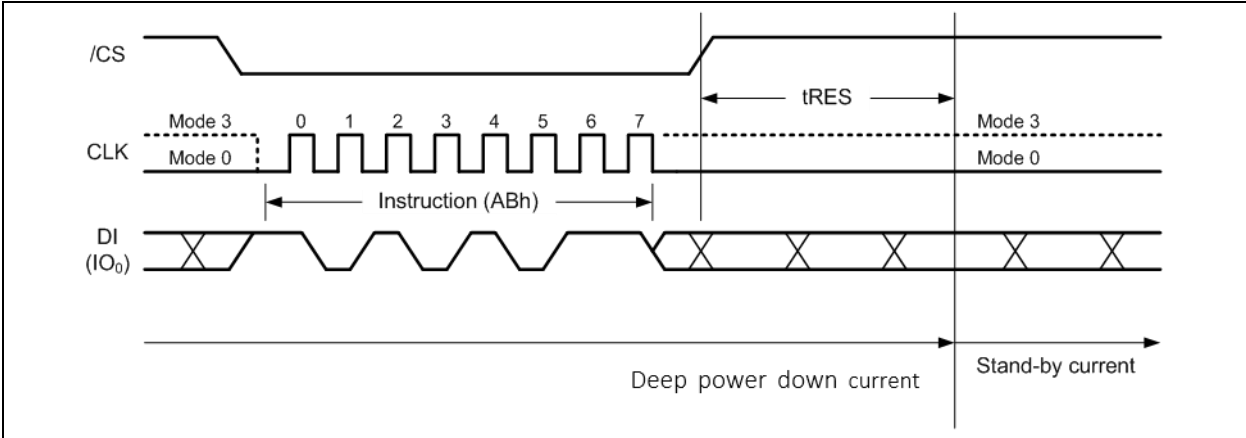 /CS
tRES
Mode 3 0 1 2 3 4 5 6 7 Mode 3
CLK
Mode 0 Mode 0
Instruction (ABh)
DI
(IO₀)
Deep power down current
Stand-by current